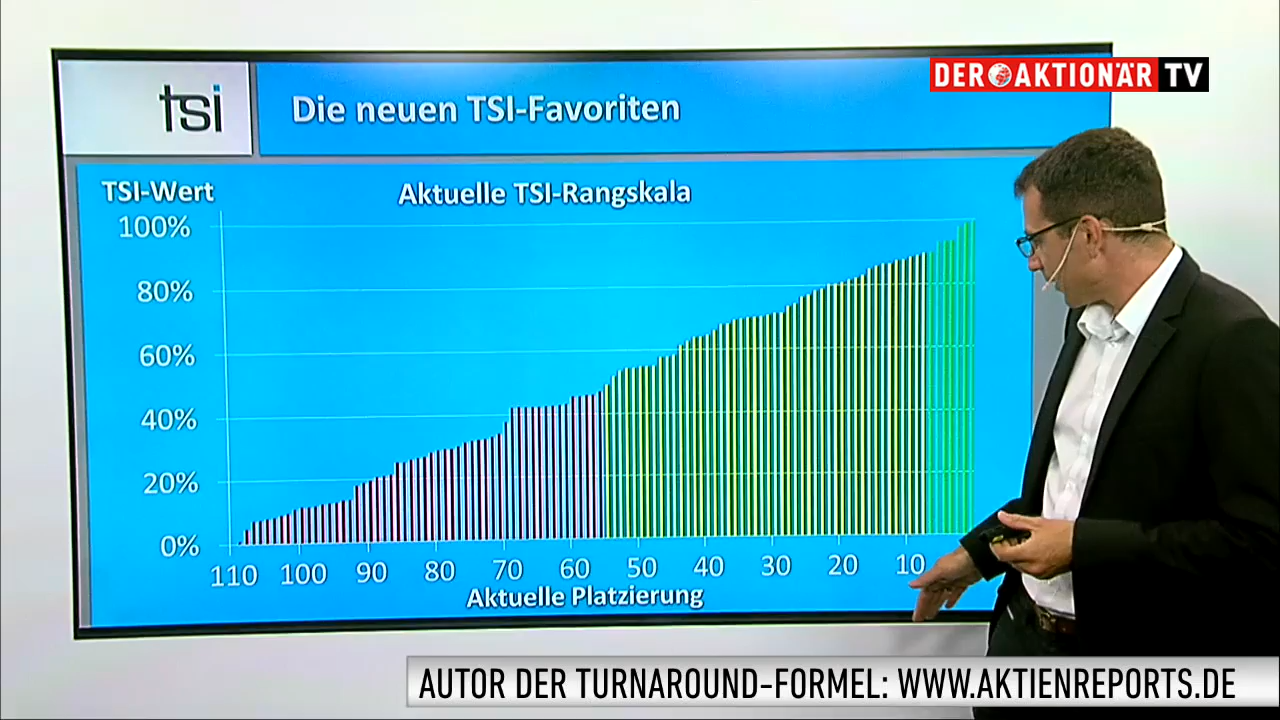 DER AKTIONÄR TV
tsi
Die neuen TSI-Favoriten
TSI-Wert
Aktuelle TSI-Rangskala
100%
80%
60%
40%
20%
0%
110 100 90 80 70 60 50 40 30 20 10
Aktuelle Platzierung
AUTOR DER TURNAROUND-FORMEL: WWW.AKTIENREPORTS.DE